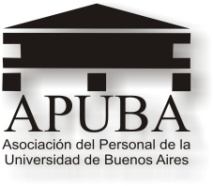 APUBA
Asociación del Personal de la
Universidad de Buenos Aires